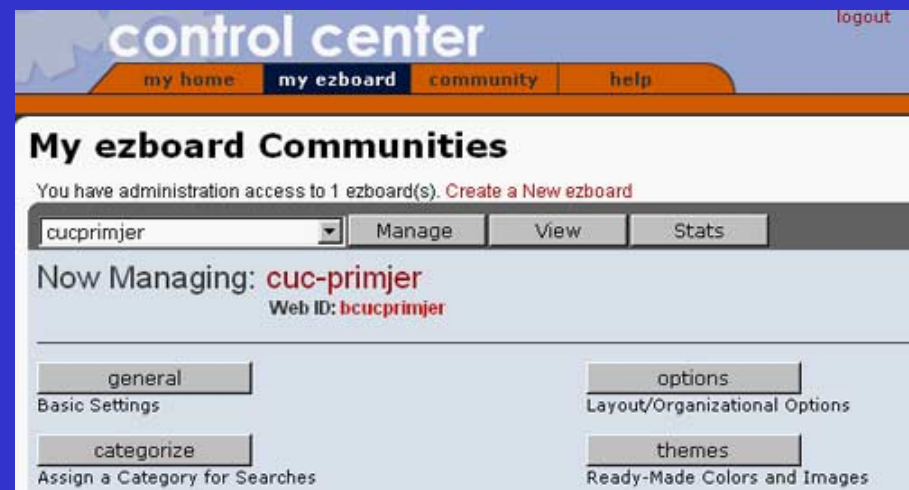 logout
control center
my home my ezboard community help
My ezboard Communities
You have administration access to 1 ezboard(s). Create a New ezboard
cucprimjer Manage View Stats
Now Managing: cuc-primjer
Web ID: bcucprimjer
general options
Basic Settings Layout/Organizational Options
categorize themes
Assign a Category for Searches Ready-Made Colors and Images